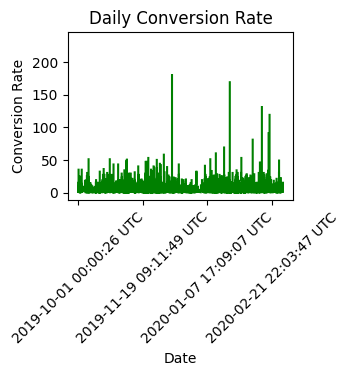 Daily Conversion Rate
Conversion Rate
200
150
100
50
0
2019-10-01 00:00:26 UTC
2019-11-19 09:11:49 UTC
2020-01-07 17:09:07 UTC
2020-02-21 22:03:47 UTC
Date